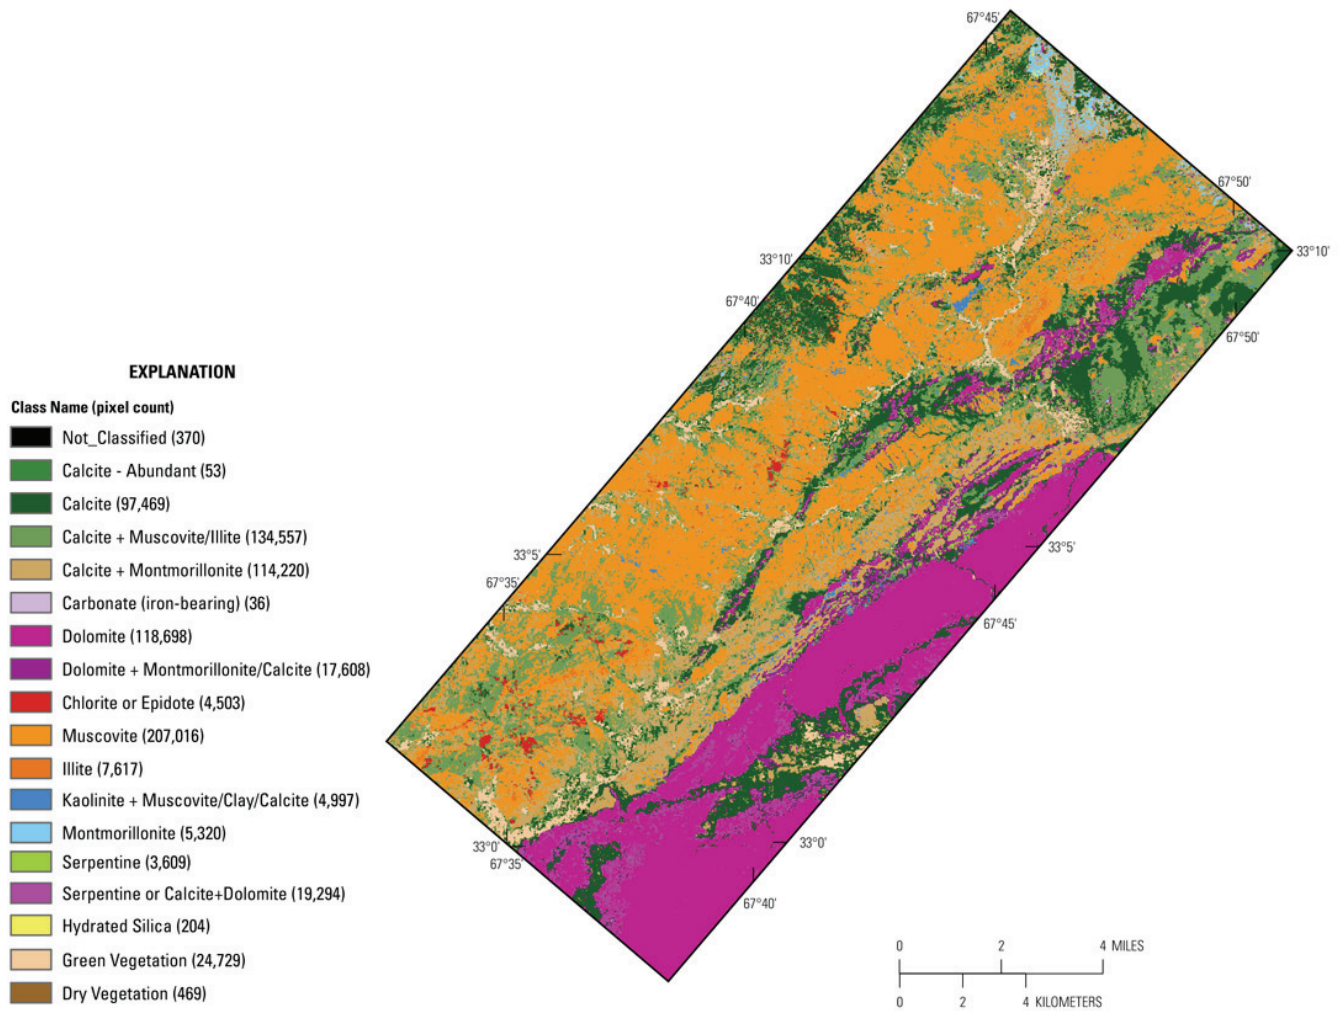 EXPLANATION
Class Name (pixel count)
Not_Classified (370)
Calcite - Abundant (53)
Calcite (97,469)
Calcite + Muscovite/Illite (134,557)
Calcite + Montmorillonite (114,220)
Carbonate (iron-bearing) (36)
Dolomite (118,698)
Dolomite + Montmorillonite/Calcite (17,608)
Chlorite or Epidote (4,503)
Muscovite (207,016)
Illite (7,617)
Kaolinite + Muscovite/Clay/Calcite (4,997)
Montmorillonite (5,320)
Serpentine (3,609)
Serpentine or Calcite+Dolomite (19,294)
Hydrated Silica (204)
Green Vegetation (24,729)
Dry Vegetation (469)
67°45'
67°50'
33°10'
33°10'
67°40'
67°50'
33°5'
33°5'
67°35'
67°45'
33°0'
33°0'
67°35'
67°40'
0 2 4 MILES
0 2 4 KILOMETERS